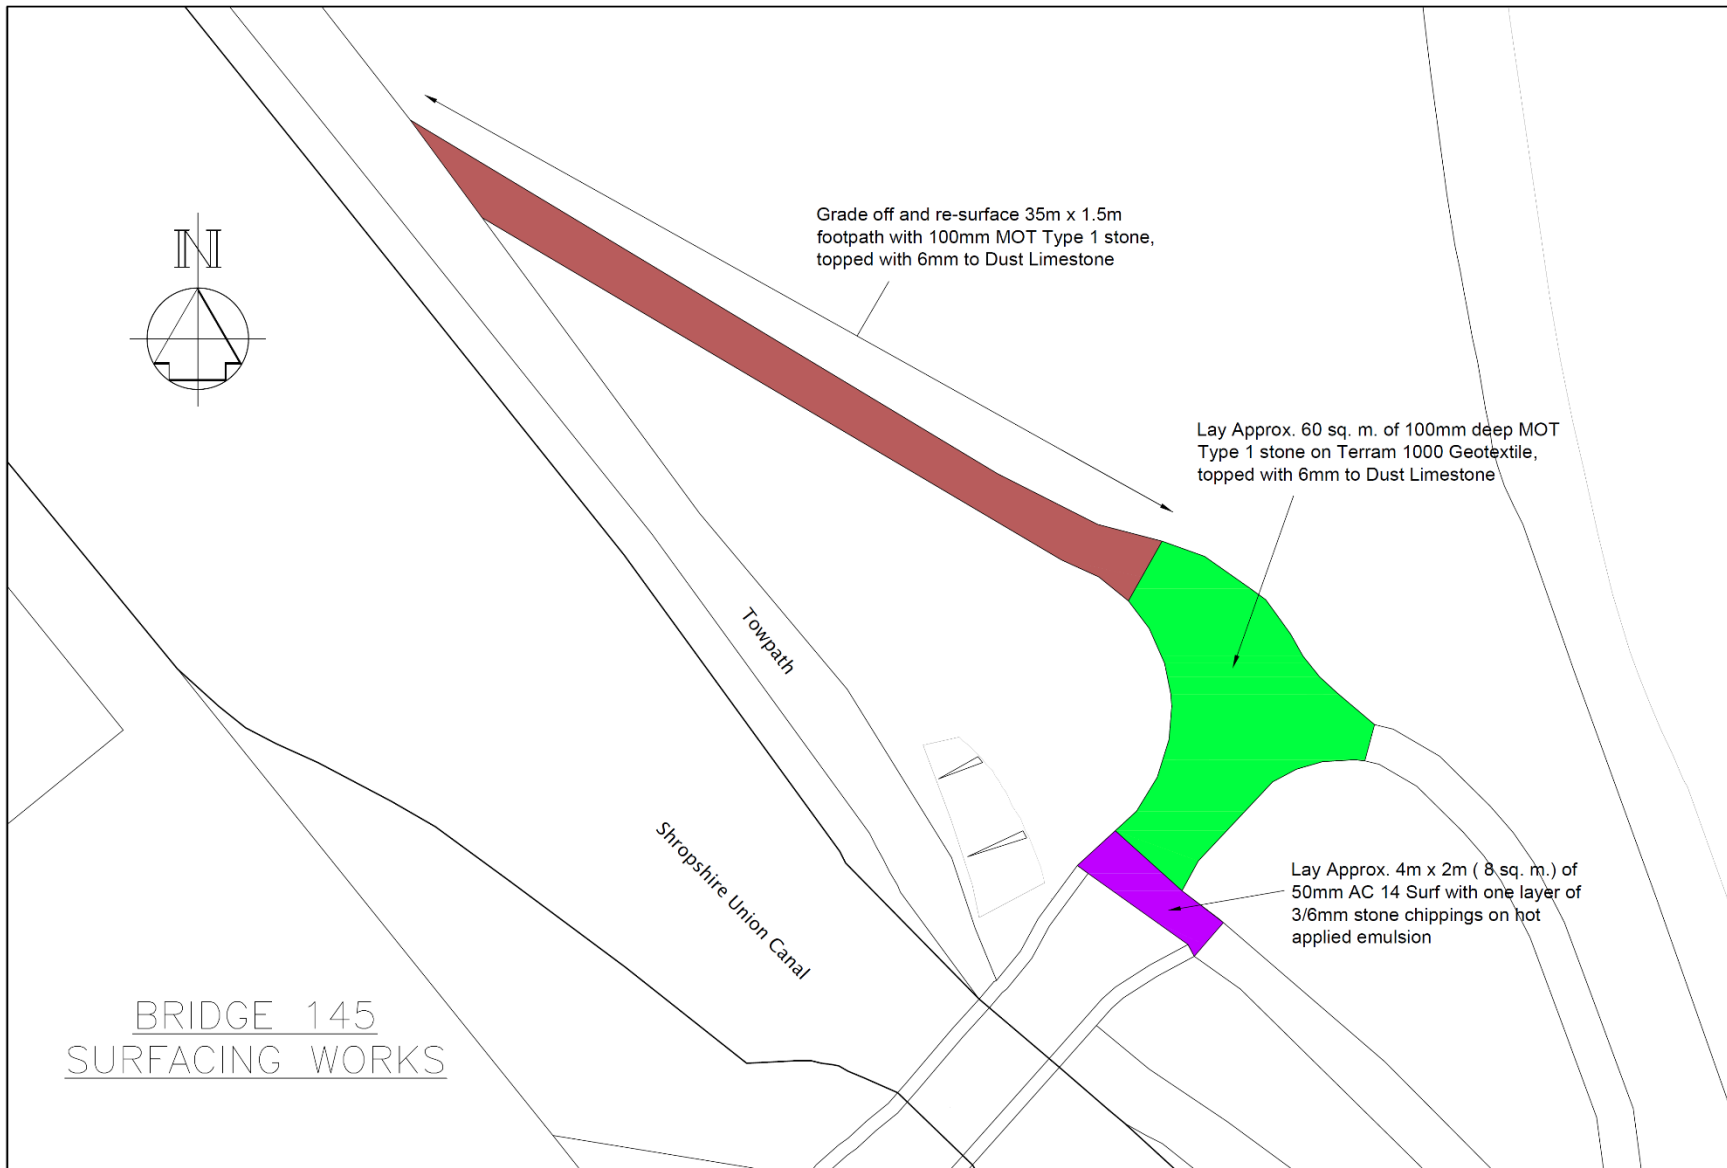 N
Grade off and re-surface 35m x 1.5m
footpath with 100mm MOT Type 1 stone,
topped with 6mm to Dust Limestone
Lay Approx. 60 sq. m. of 100mm deep MOT
Type 1 stone on Terram 1000 Geotextile,
topped with 6mm to Dust Limestone
Towpath
Shropshire Union Canal
Lay Approx. 4m x 2m ( 8 sq. m.) of
50mm AC 14 Surf with one layer of
3/6mm stone chippings on hot
applied emulsion
BRIDGE 145
SURFACING WORKS